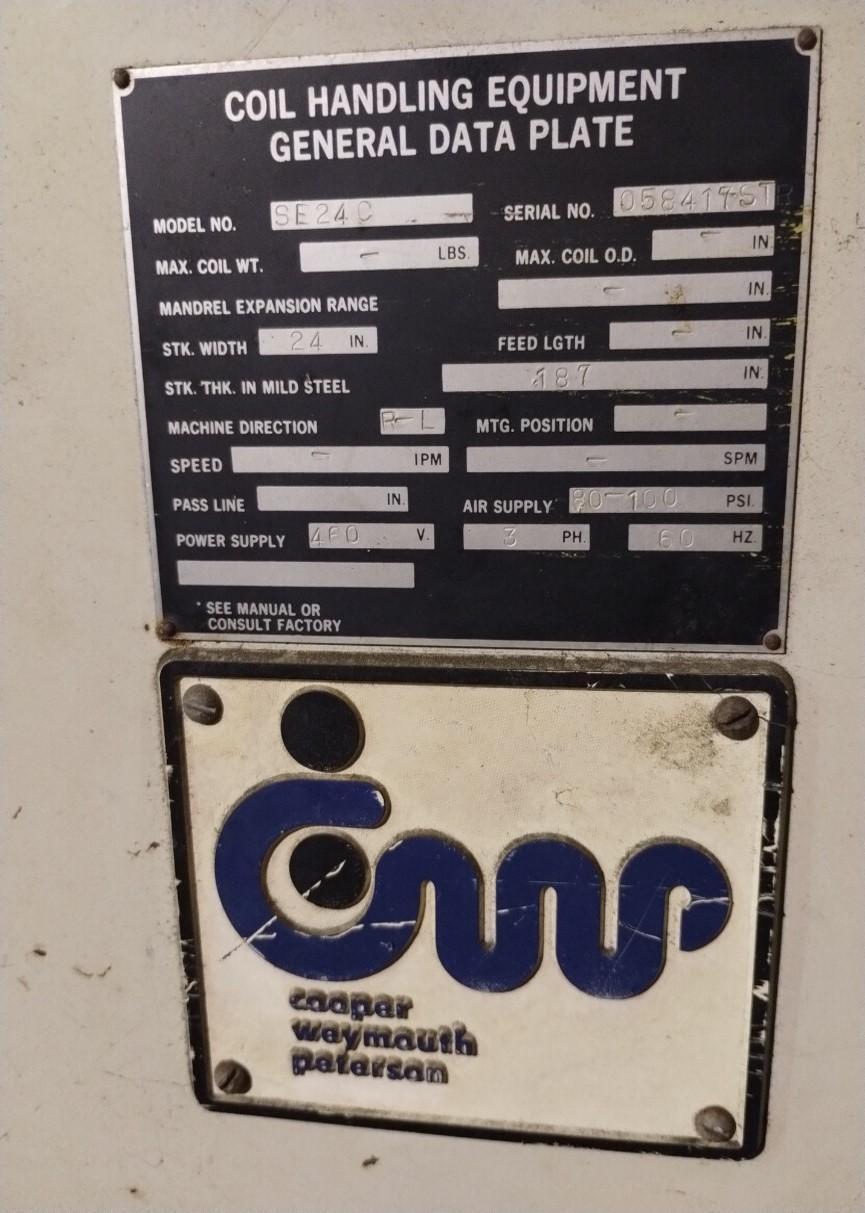 COIL HANDLING EQUIPMENT
GENERAL DATA PLATE
MODEL NO. SE24C - SERIAL NO. 058417STR
MAX. COIL WT. - LBS. MAX. COIL O.D. - IN.
MANDREL EXPANSION RANGE - IN.
STK. WIDTH 24 IN. FEED LGTH - IN.
STK. THK. IN MILD STEEL .187 IN.
MACHINE DIRECTION R-L MTG. POSITION -
SPEED - IPM - SPM
PASS LINE IN. AIR SUPPLY 80-100 PSI.
POWER SUPPLY 460 V. 3 PH. 60 HZ.
* SEE MANUAL OR
CONSULT FACTORY
cwp
cooper
weymouth
peterson